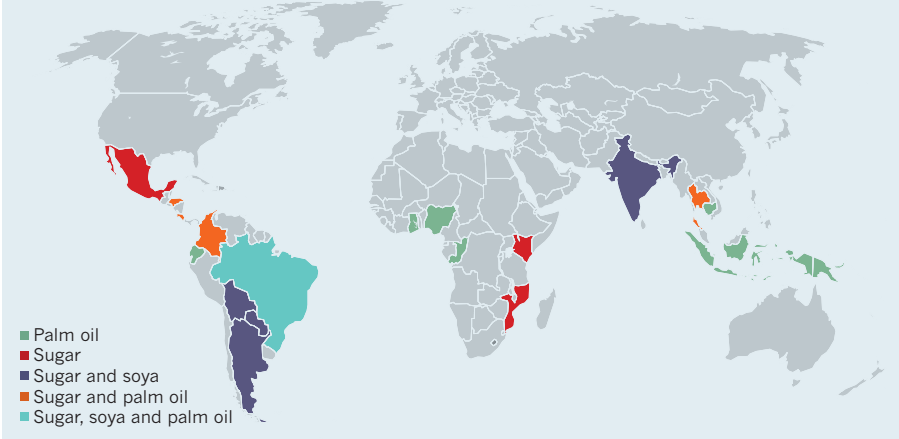 Palm oil
Sugar
Sugar and soya
Sugar and palm oil
Sugar, soya and palm oil